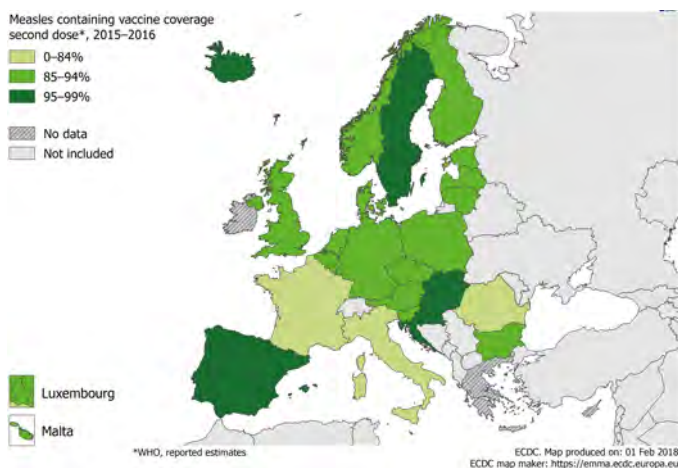 Measles containing vaccine coverage
second dose*, 2015–2016
0–84%
85–94%
95–99%
No data
Not included
Luxembourg
Malta
*WHO, reported estimates
ECDC. Map produced on: 01 Feb 2018
ECDC map maker: https://emma.ecdc.europa.eu